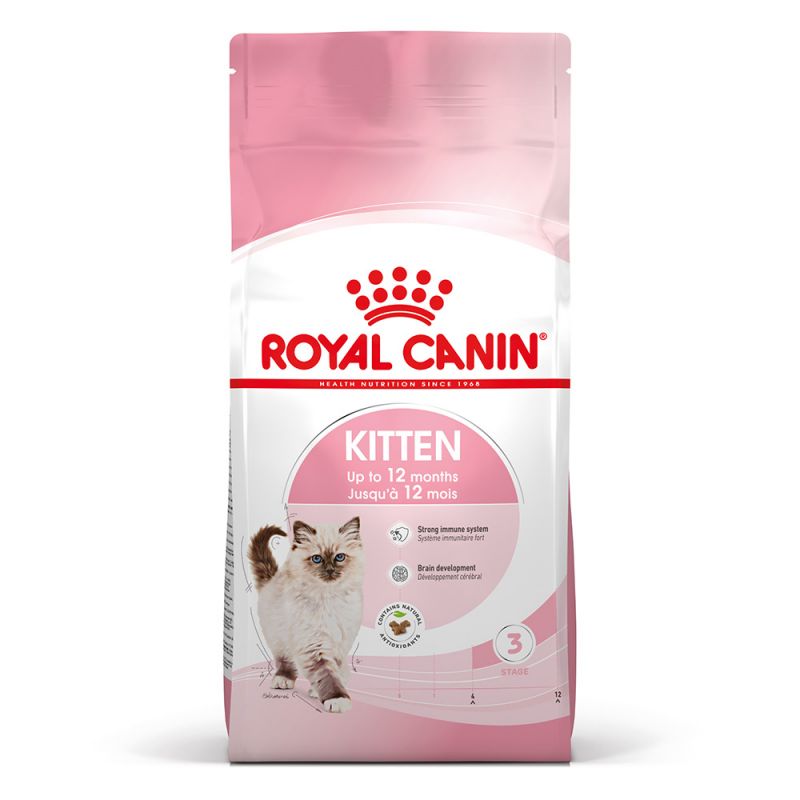 ROYAL CANIN®
HEALTH NUTRITION SINCE 1968
KITTEN
Up to 12 months
Jusqu'à 12 mois
Strong immune system
Système immunitaire fort
Brain development
Développement cérébral
CONTAINS NATURAL
ANTIOXIDANTS
3
STAGE
4
12